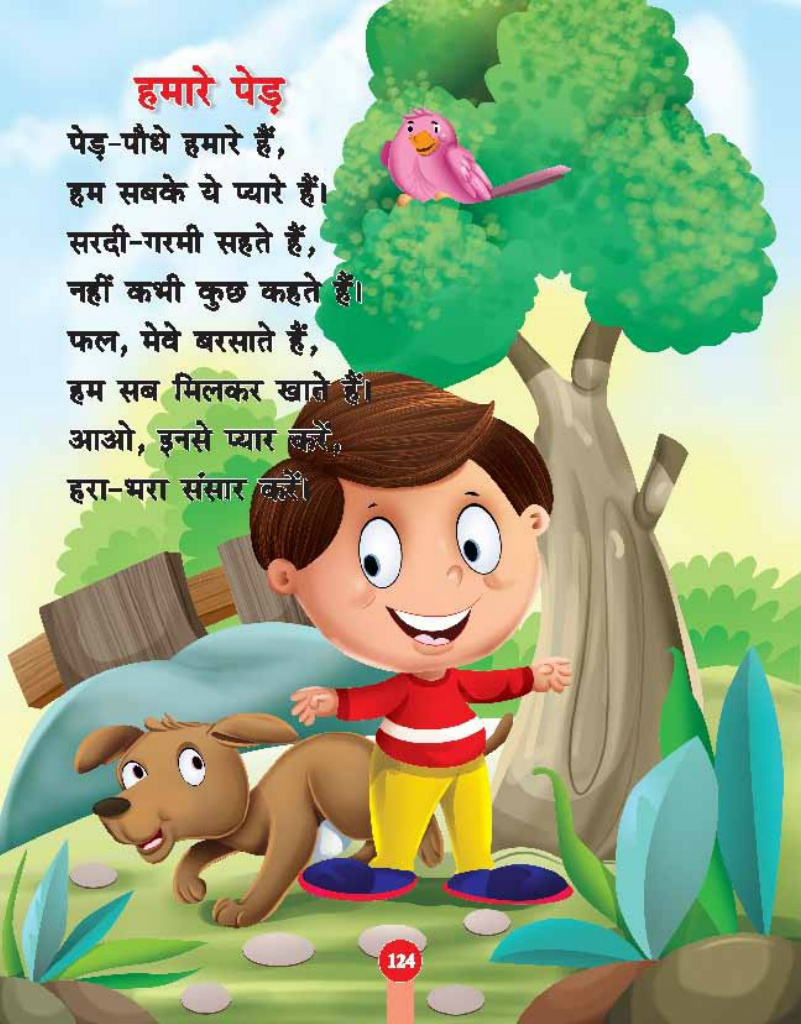 हमारे पेड़
पेड़-पौधे हमारे हैं,
हम सबके ये प्यारे हैं।
सरदी-गरमी सहते हैं,
नहीं कभी कुछ कहते हैं।
फल, मेवे बरसाते हैं,
हम सब मिलकर खाते हैं।
आओ, इनसे प्यार करें,
हरा-भरा संसार करें।
124